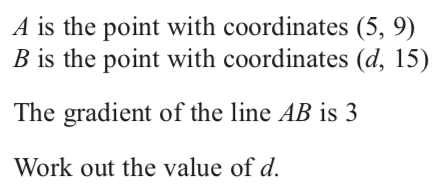 A is the point with coordinates (5, 9)
B is the point with coordinates (d, 15)
The gradient of the line AB is 3
Work out the value of d.